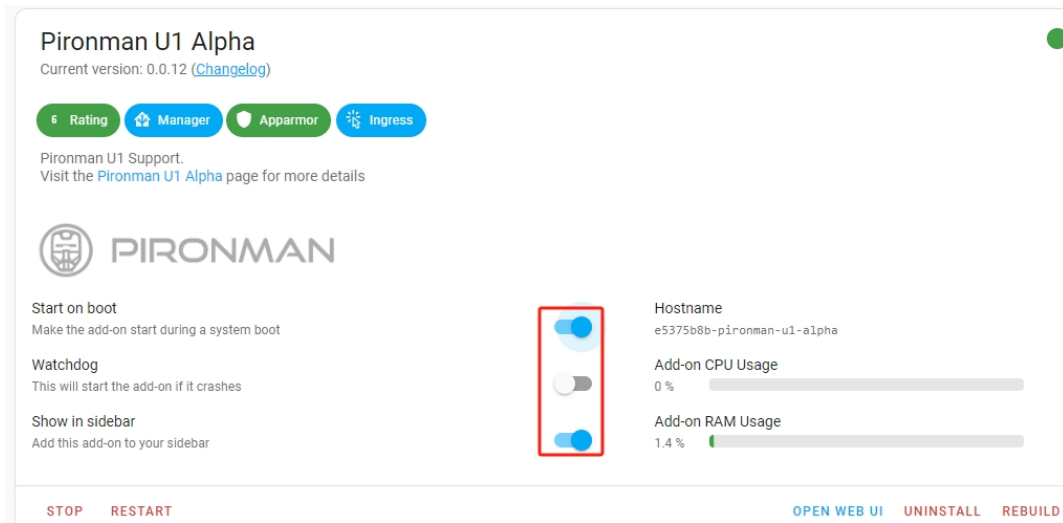 Pironman U1 Alpha
Current version: 0.0.12 (Changelog)
6 Rating Manager Apparmor Ingress
Pironman U1 Support.
Visit the Pironman U1 Alpha page for more details
PIRONMAN
Start on boot
Make the add-on start during a system boot
Watchdog
This will start the add-on if it crashes
Show in sidebar
Add this add-on to your sidebar
Hostname
e5375b8b-pironman-u1-alpha
Add-on CPU Usage
0 %
Add-on RAM Usage
1.4 %
STOP RESTART OPEN WEB UI UNINSTALL REBUILD